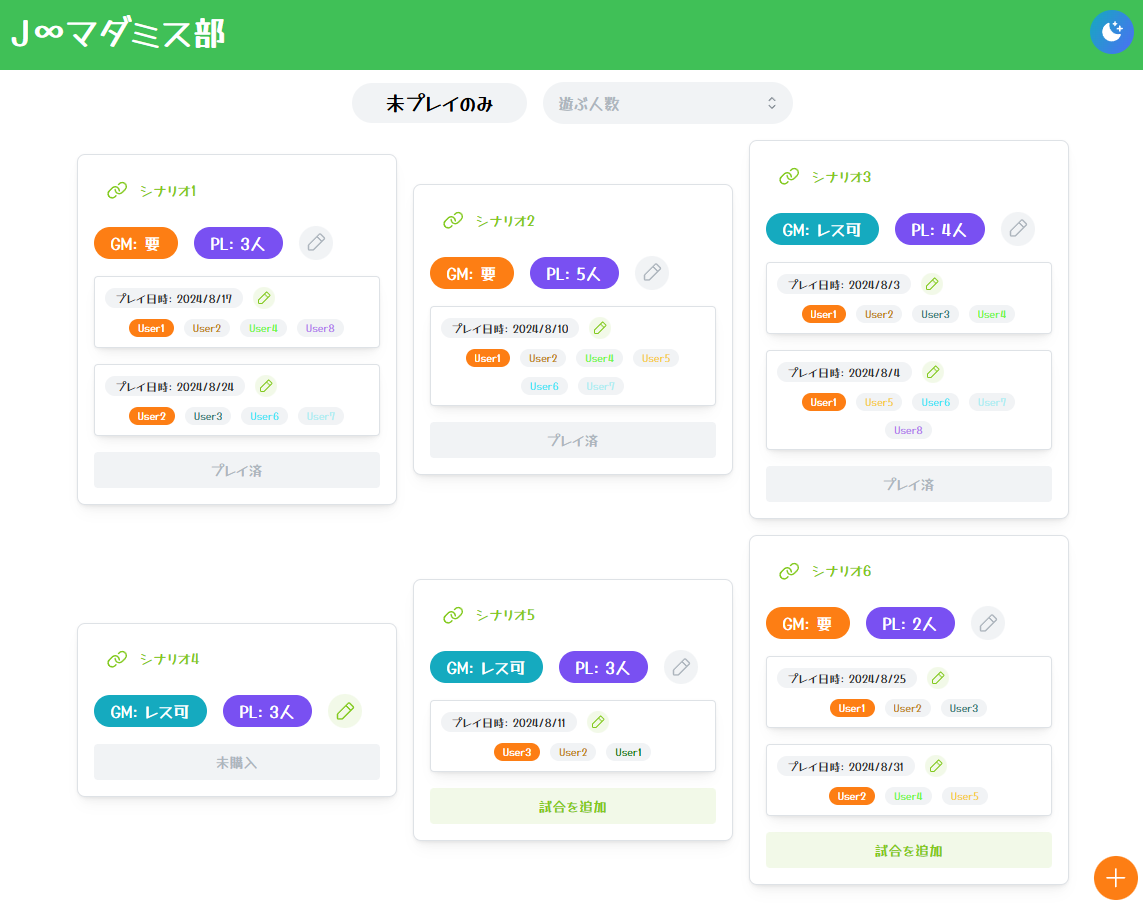 J∞マダミス部
未プレイのみ
遊ぶ人数
シナリオ1
GM: 要
PL: 3人
プレイ日時: 2024/8/17
User1 User2 User4 User8
プレイ日時: 2024/8/24
User2 User3 User6 User7
プレイ済
シナリオ2
GM: 要
PL: 5人
プレイ日時: 2024/8/10
User1 User2 User4 User5
User6 User7
プレイ済
シナリオ3
GM: レス可
PL: 4人
プレイ日時: 2024/8/3
User1 User2 User3 User4
プレイ日時: 2024/8/4
User1 User5 User6 User7
User8
プレイ済
シナリオ4
GM: レス可
PL: 3人
未購入
シナリオ5
GM: レス可
PL: 3人
プレイ日時: 2024/8/11
User3 User2 User1
試合を追加
シナリオ6
GM: 要
PL: 2人
プレイ日時: 2024/8/25
User1 User2 User3
プレイ日時: 2024/8/31
User2 User4 User5
試合を追加